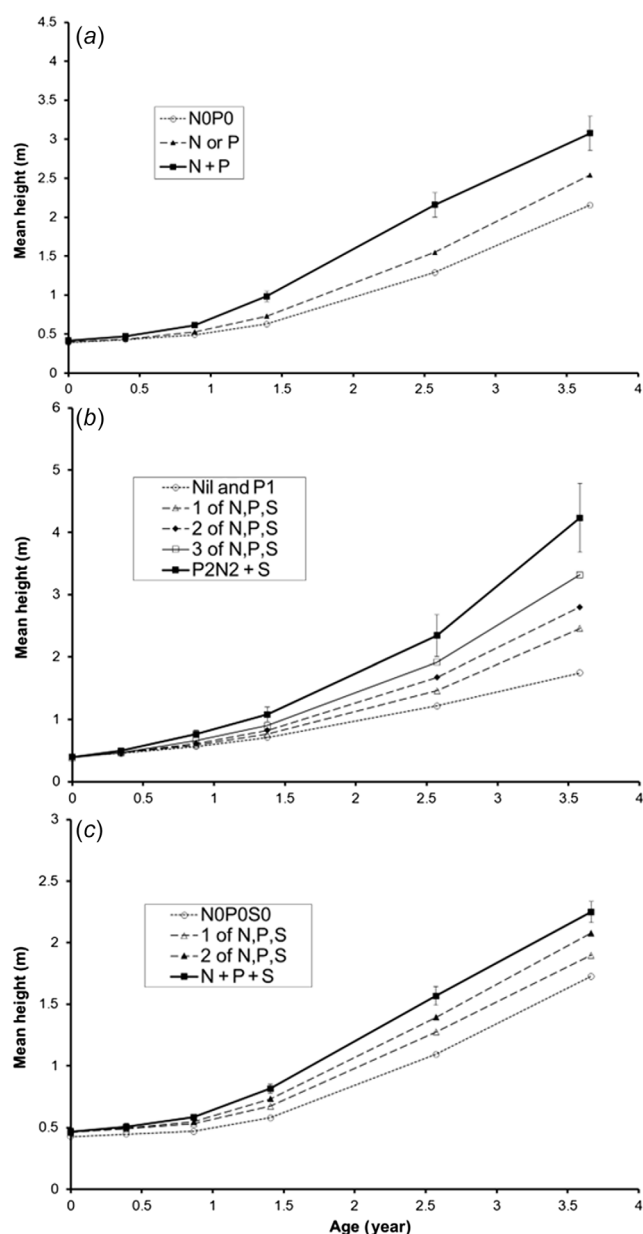 (a)
4.5
4
3.5
3
2.5
2
1.5
1
0.5
0
Mean height (m)
N0P0
N or P
N + P
0 0.5 1 1.5 2 2.5 3 3.5 4
(b)
6
5
4
3
2
1
0
Mean height (m)
Nil and P1
1 of N,P,S
2 of N,P,S
3 of N,P,S
P2N2 + S
0 0.5 1 1.5 2 2.5 3 3.5 4
(c)
3
2.5
2
1.5
1
0.5
0
Mean height (m)
N0P0S0
1 of N,P,S
2 of N,P,S
N + P + S
0 0.5 1 1.5 2 2.5 3 3.5 4
Age (year)